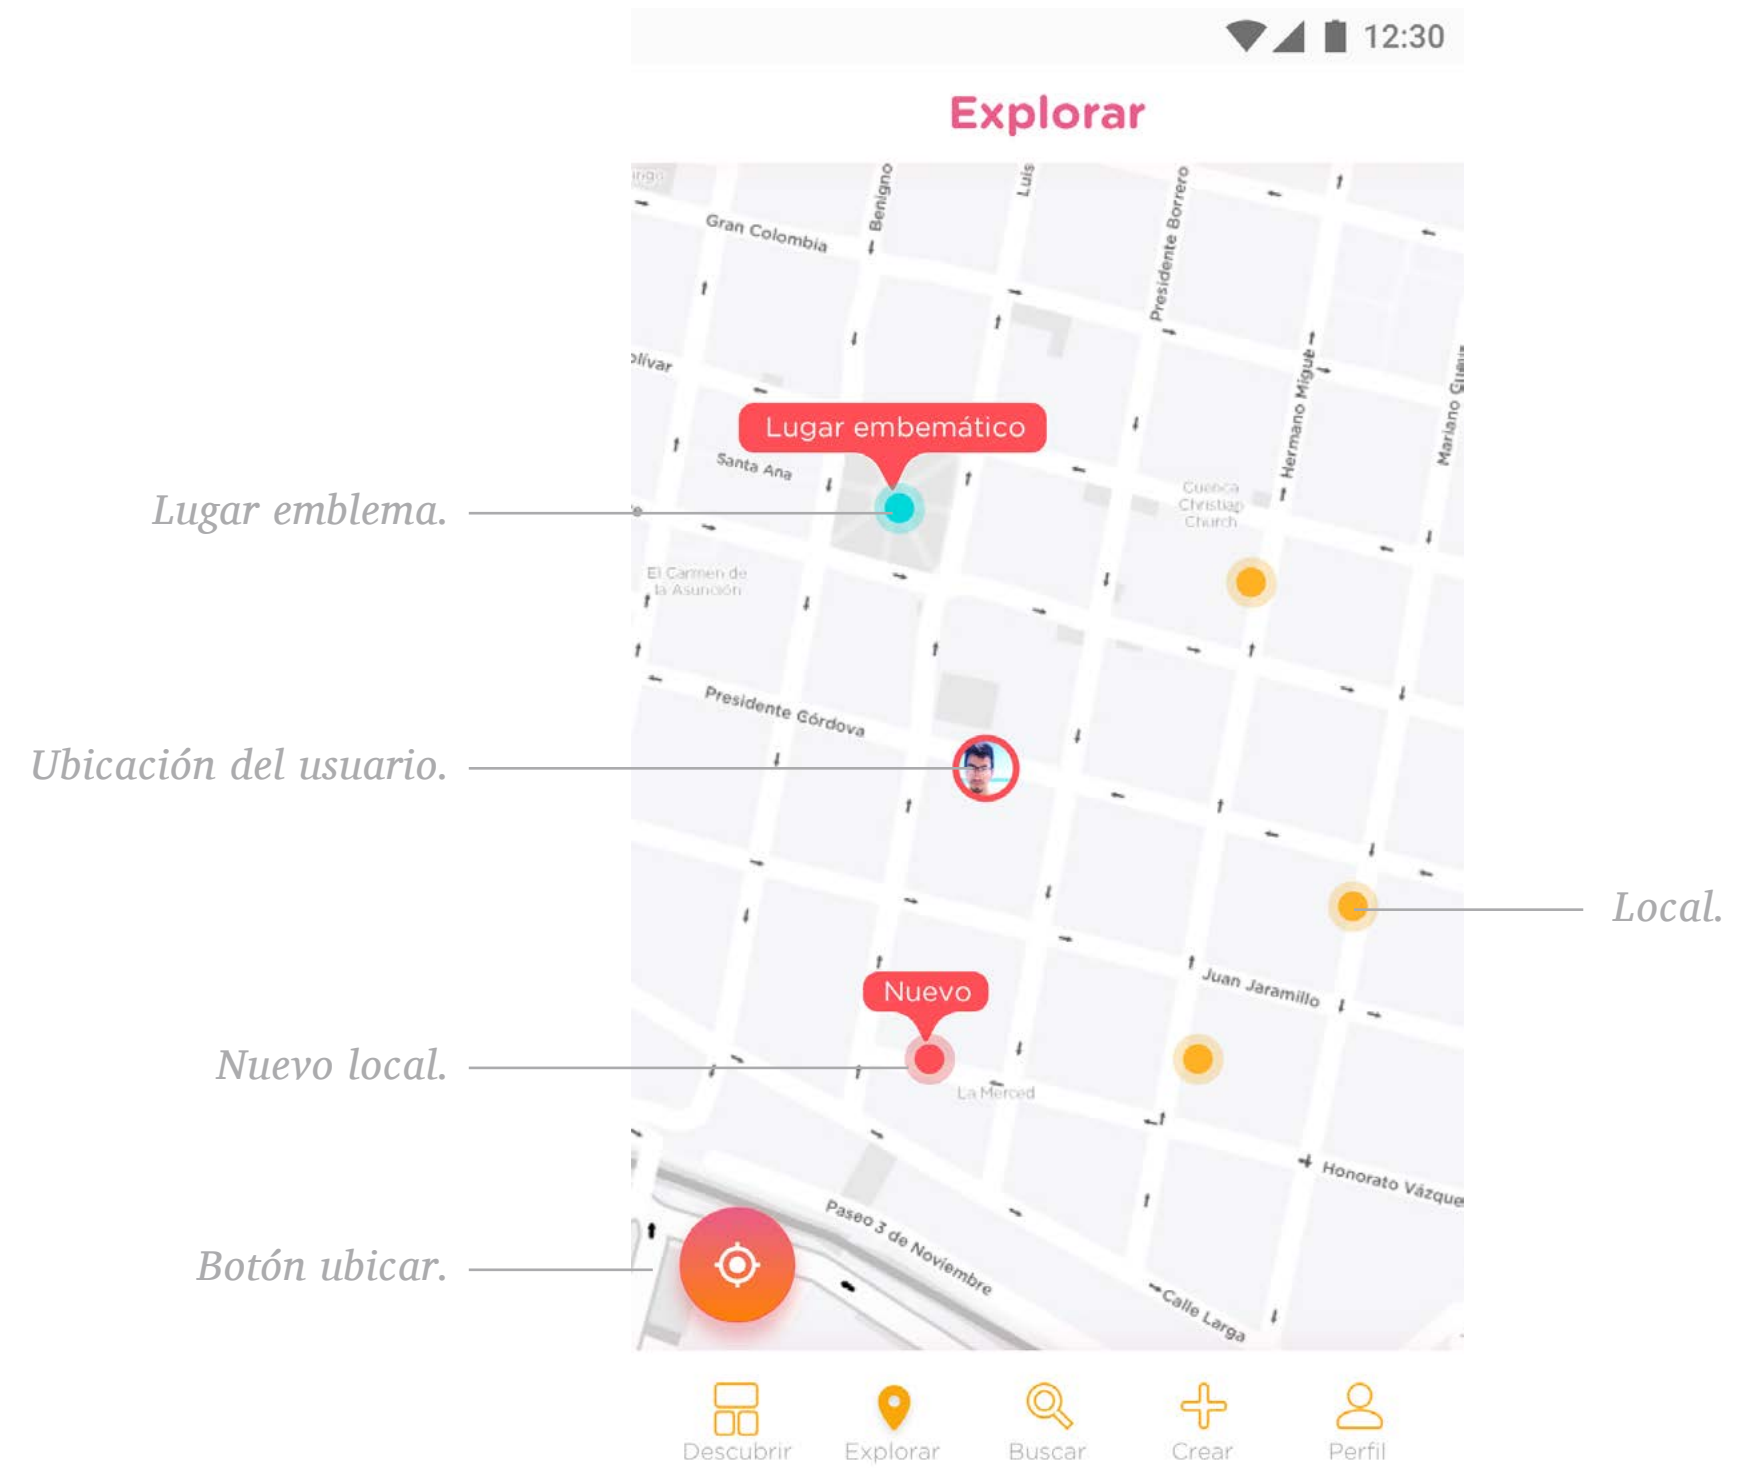 12:30
Explorar
Benigno
Luis
Presidente Borrero
Gran Colombia
olívar
Hermano Migue
Mariano
Lugar embemático
Santa Ana
Cuenca
Christian
Church
Lugar emblema.
El Carmen de
la Asunción
Presidente Córdova
Ubicación del usuario.
Local.
Juan Jaramillo
Nuevo
Nuevo local.
La Merced
Honorato Vázque
Paseo 3 de Noviembre
Botón ubicar.
Calle Larga
Descubrir
Explorar
Buscar
Crear
Perfil